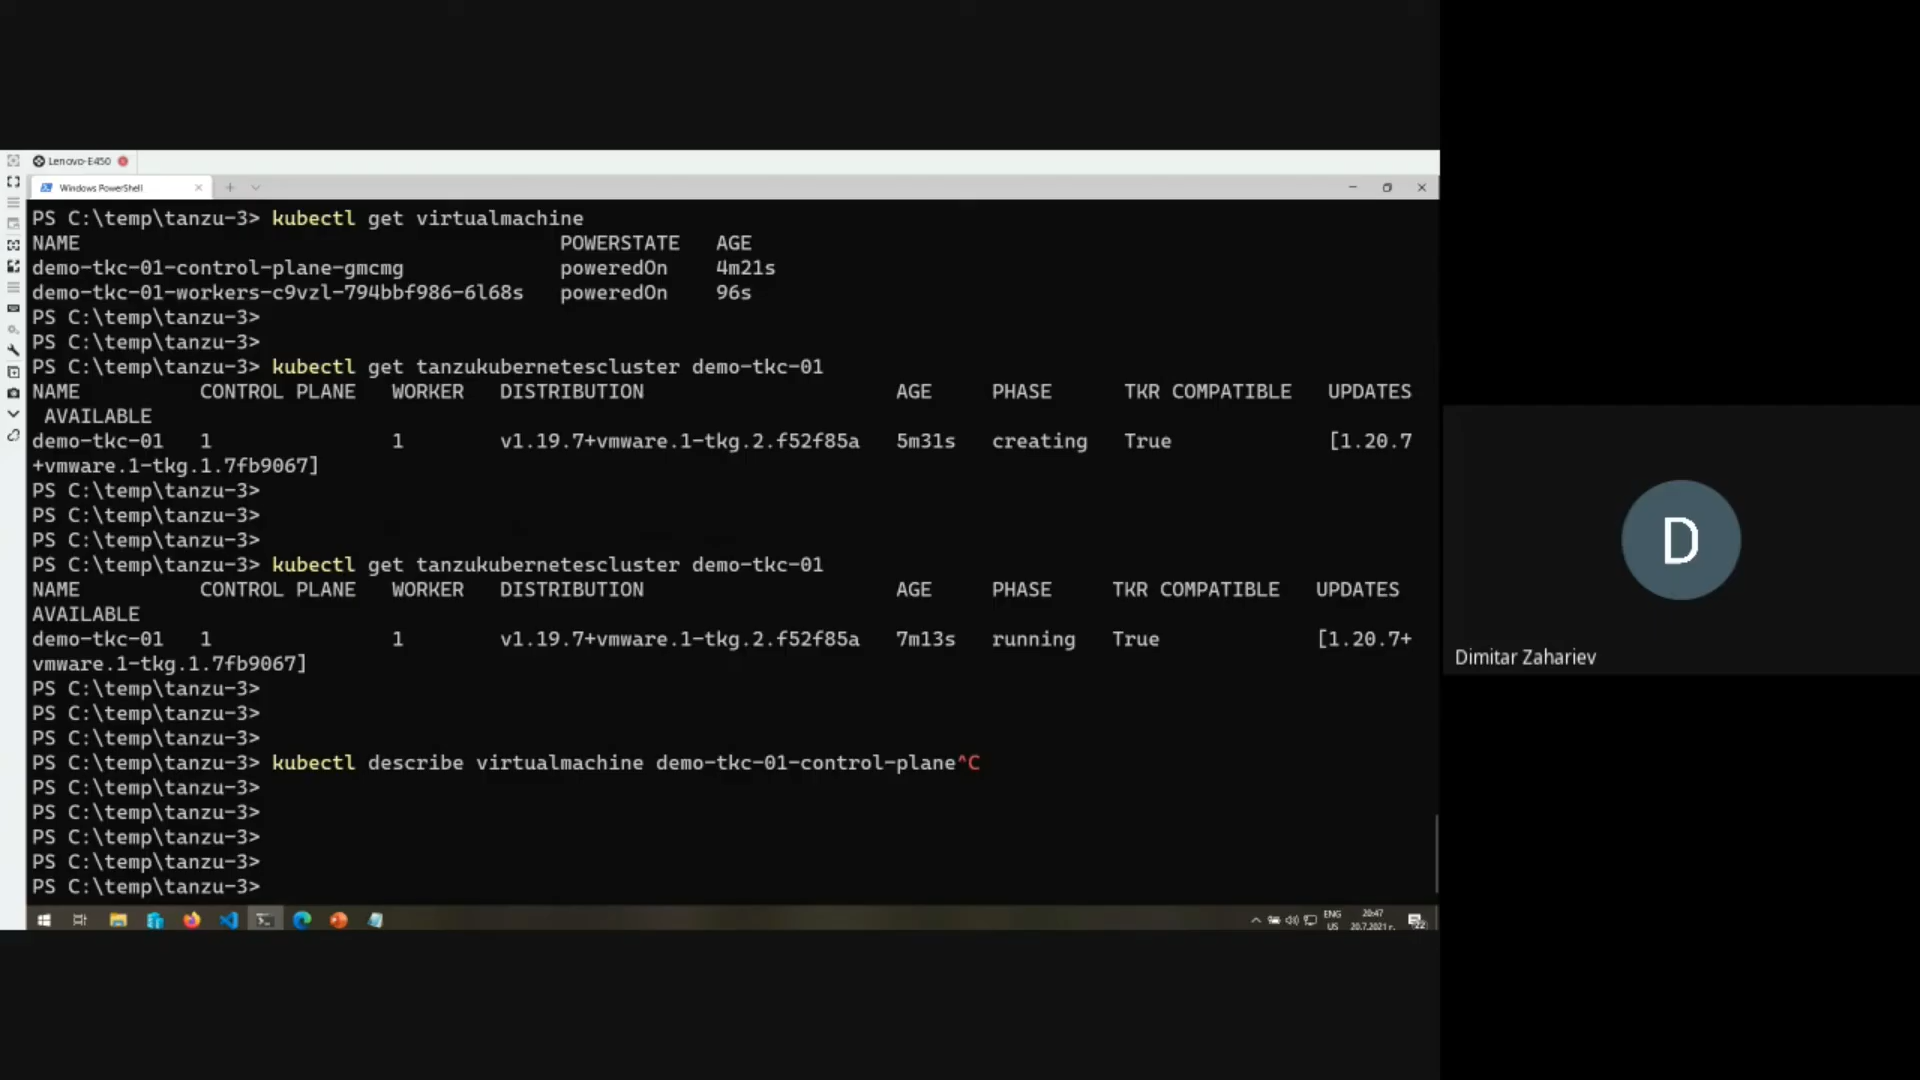 Lenovo-E450
Windows PowerShell
PS C:\temp\tanzu-3> kubectl get virtualmachine
NAME POWERSTATE AGE
demo-tkc-01-control-plane-gmcmg poweredOn 4m21s
demo-tkc-01-workers-c9vzl-794bbf986-6l68s poweredOn 96s
PS C:\temp\tanzu-3>
PS C:\temp\tanzu-3>
PS C:\temp\tanzu-3> kubectl get tanzukubernetescluster demo-tkc-01
NAME CONTROL PLANE WORKER DISTRIBUTION AGE PHASE TKR COMPATIBLE UPDATES
AVAILABLE
demo-tkc-01 1 1 v1.19.7+vmware.1-tkg.2.f52f85a 5m31s creating True [1.20.7
+vmware.1-tkg.1.7fb9067]
PS C:\temp\tanzu-3>
PS C:\temp\tanzu-3>
PS C:\temp\tanzu-3>
PS C:\temp\tanzu-3> kubectl get tanzukubernetescluster demo-tkc-01
NAME CONTROL PLANE WORKER DISTRIBUTION AGE PHASE TKR COMPATIBLE UPDATES
AVAILABLE
demo-tkc-01 1 1 v1.19.7+vmware.1-tkg.2.f52f85a 7m13s running True [1.20.7+
vmware.1-tkg.1.7fb9067]
PS C:\temp\tanzu-3>
PS C:\temp\tanzu-3>
PS C:\temp\tanzu-3>
PS C:\temp\tanzu-3> kubectl describe virtualmachine demo-tkc-01-control-plane^C
PS C:\temp\tanzu-3>
PS C:\temp\tanzu-3>
PS C:\temp\tanzu-3>
PS C:\temp\tanzu-3>
PS C:\temp\tanzu-3>
ENG
US
20:47
20.7.2021 г.
22
D
Dimitar Zahariev